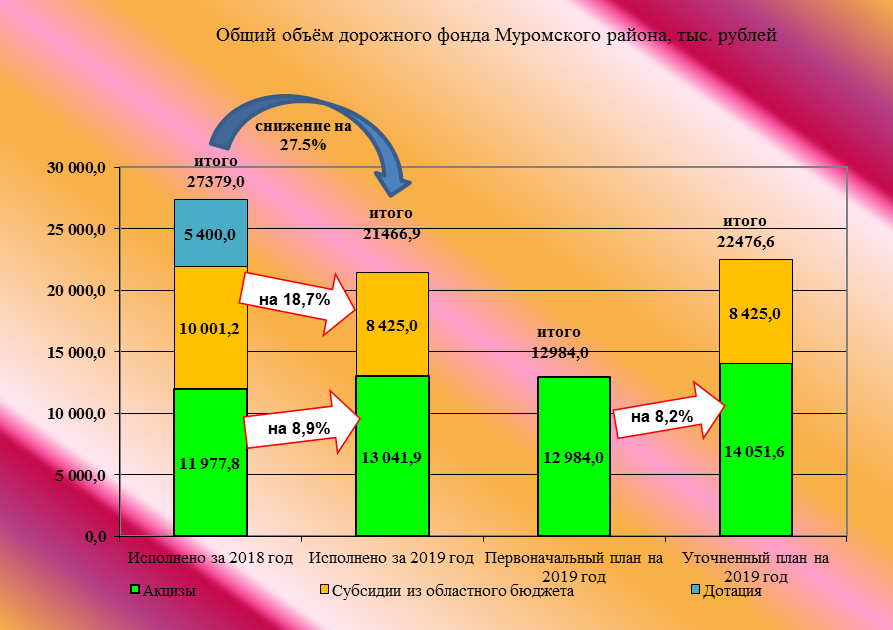 Общий объём дорожного фонда Муромского района, тыс. рублей
снижение на
27.5%
30 000,0
25 000,0
20 000,0
15 000,0
10 000,0
5 000,0
0,0
итого
27379,0
5 400,0
10 001,2
11 977,8
на 18,7%
на 8,9%
итого
21466,9
8 425,0
13 041,9
итого
12984,0
12 984,0
на 8,2%
итого
22476,6
8 425,0
14 051,6
Исполнено за 2018 год
Исполнено за 2019 год
Первоначальный план на
2019 год
Уточненный план на
2019 год
Акцизы
Субсидии из областного бюджета
Дотация